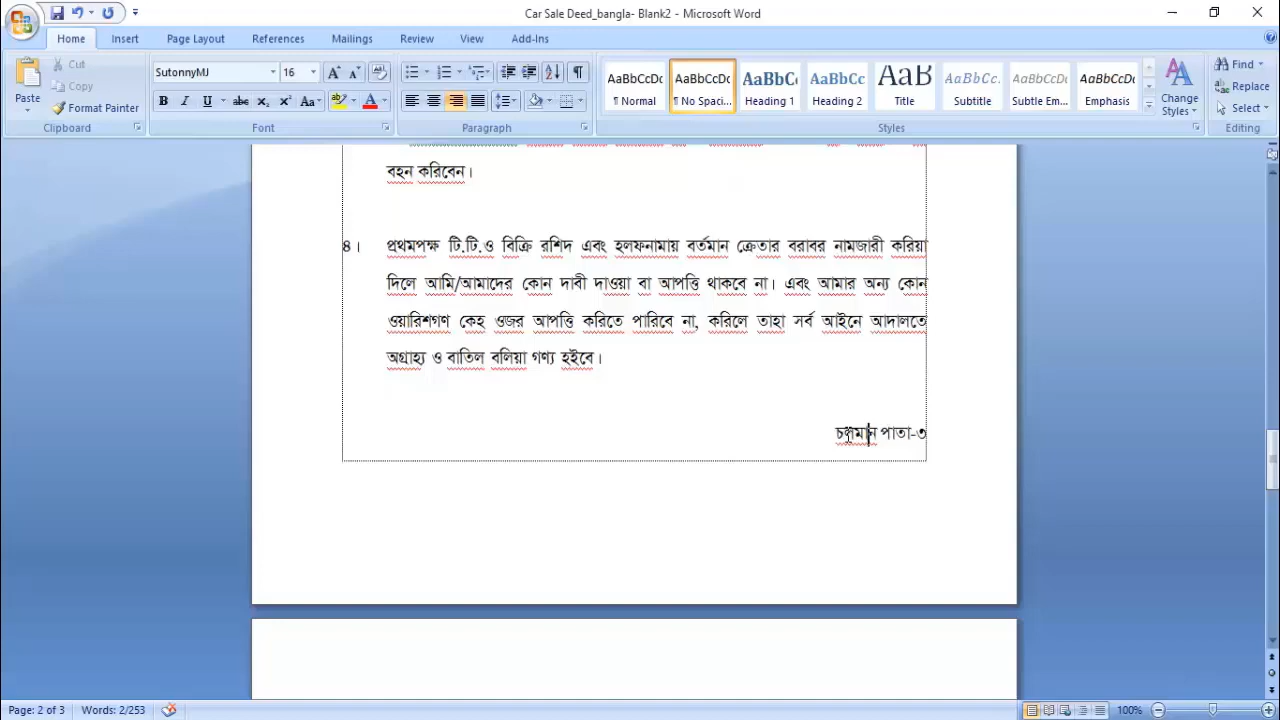 Car Sale Deed_bangla- Blank2 - Microsoft Word
Home Insert Page Layout References Mailings Review View Add-Ins
Paste
Cut
Copy
Format Painter
Clipboard
SutonnyMJ 16
Font
Paragraph
AaBbCcDc AaBbCcDc AaBbCc AaBbCc AaB AaBbCc. AaBbCcDc AaBbCcDc
¶ Normal ¶ No Spaci... Heading 1 Heading 2 Title Subtitle Subtle Em... Emphasis
Change Styles
Styles
Find
Replace
Select
Editing
বহন করিবেন।
৪। প্রথমপক্ষ টি.টি.ও বিক্রি রশিদ এবং হলফনামায় বর্তমান ক্রেতার বরাবর নামজারী করিয়া
দিলে আমি/আমাদের কোন দাবী দাওয়া বা আপত্তি থাকবে না। এবং আমার অন্য কোন
ওয়ারিশগণ কেহ ওজর আপত্তি করিতে পারিবে না, করিলে তাহা সর্ব আইনে আদালতে
অগ্রাহ্য ও বাতিল বলিয়া গণ্য হইবে।
চলমান পাতা-৩
Page: 2 of 3 Words: 2/253 100%